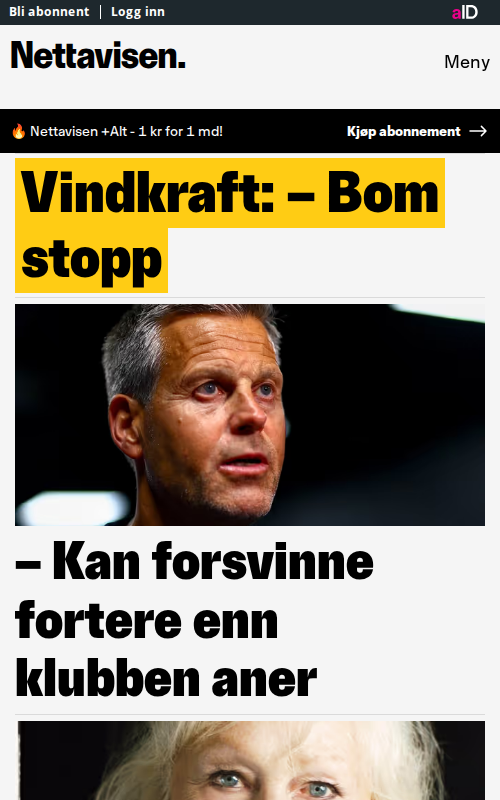 Bli abonnent | Logg inn
aID
Nettavisen.
Meny
🔥 Nettavisen +Alt - 1 kr for 1 md!
Kjøp abonnement →
Vindkraft: – Bom
stopp
– Kan forsvinne
fortere enn
klubben aner